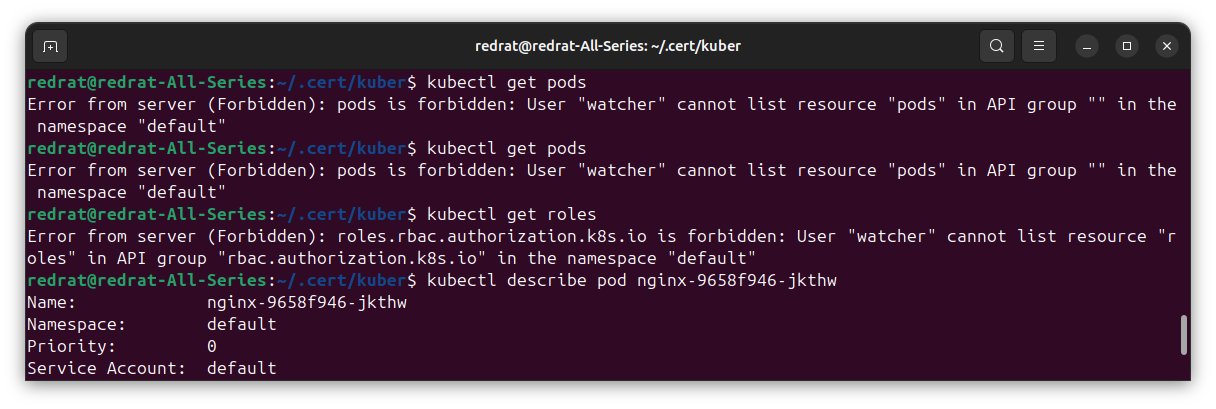 redrat@redrat-All-Series: ~/.cert/kuber
redrat@redrat-All-Series:~/.cert/kuber$ kubectl get pods
Error from server (Forbidden): pods is forbidden: User "watcher" cannot list resource "pods" in API group "" in the
 namespace "default"
redrat@redrat-All-Series:~/.cert/kuber$ kubectl get pods
Error from server (Forbidden): pods is forbidden: User "watcher" cannot list resource "pods" in API group "" in the
 namespace "default"
redrat@redrat-All-Series:~/.cert/kuber$ kubectl get roles
Error from server (Forbidden): roles.rbac.authorization.k8s.io is forbidden: User "watcher" cannot list resource "r
oles" in API group "rbac.authorization.k8s.io" in the namespace "default"
redrat@redrat-All-Series:~/.cert/kuber$ kubectl describe pod nginx-9658f946-jkthw
Name:             nginx-9658f946-jkthw
Namespace:        default
Priority:         0
Service Account:  default